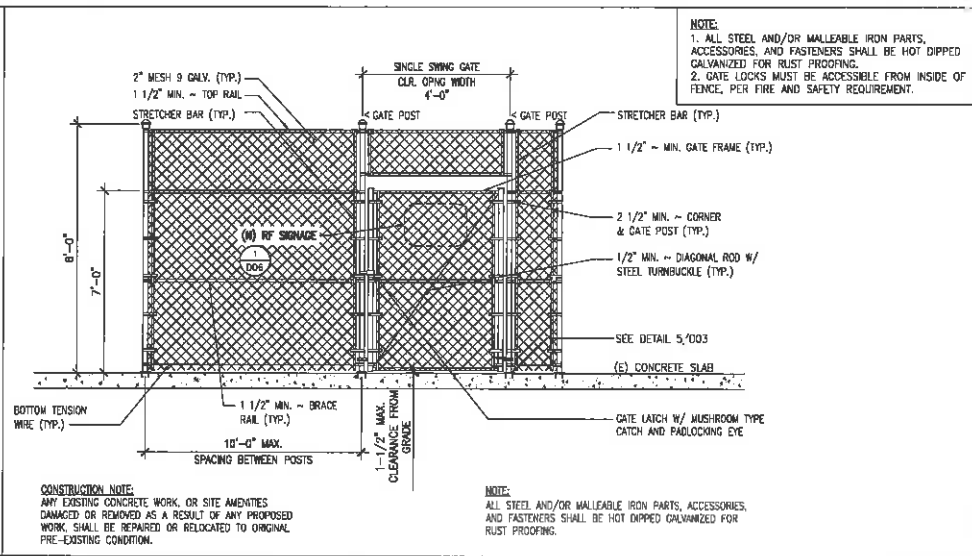 NOTE:
1. ALL STEEL AND/OR MALLEABLE IRON PARTS,
ACCESSORIES, AND FASTENERS SHALL BE HOT DIPPED
GALVANIZED FOR RUST PROOFING.
2. GATE LOCKS MUST BE ACCESSIBLE FROM INSIDE OF
FENCE, PER FIRE AND SAFETY REQUIREMENT.
2" MESH 9 GALV. (TYP.)
1 1/2" MIN. ~ TOP RAIL
STRETCHER BAR (TYP.)
SINGLE SWING GATE
CLR. OPNG WIDTH
4'-0"
GATE POST
GATE POST
STRETCHER BAR (TYP.)
1 1/2" ~ MIN. GATE FRAME (TYP.)
2 1/2" MIN. ~ CORNER
& GATE POST (TYP.)
1/2" MIN. ~ DIAGONAL ROD W/
STEEL TURNBUCKLE (TYP.)
8'-0"
7'-0"
(N) RF SIGNAGE
1
D06
SEE DETAIL 5/D03
(E) CONCRETE SLAB
BOTTOM TENSION
WIRE (TYP.)
1 1/2" MIN. ~ BRACE
RAIL (TYP.)
10'-0" MAX.
SPACING BETWEEN POSTS
1-1/2" MAX.
CLEARANCE FROM
GRADE
GATE LATCH W/ MUSHROOM TYPE
CATCH AND PADLOCKING EYE
CONSTRUCTION NOTE:
ANY EXISTING CONCRETE WORK, OR SITE AMENITIES
DAMAGED OR REMOVED AS A RESULT OF ANY PROPOSED
WORK, SHALL BE REPAIRED OR RELOCATED TO ORIGINAL
PRE-EXISTING CONDITION.
NOTE:
ALL STEEL AND/OR MALLEABLE IRON PARTS, ACCESSORIES,
AND FASTENERS SHALL BE HOT DIPPED GALVANIZED FOR
RUST PROOFING.